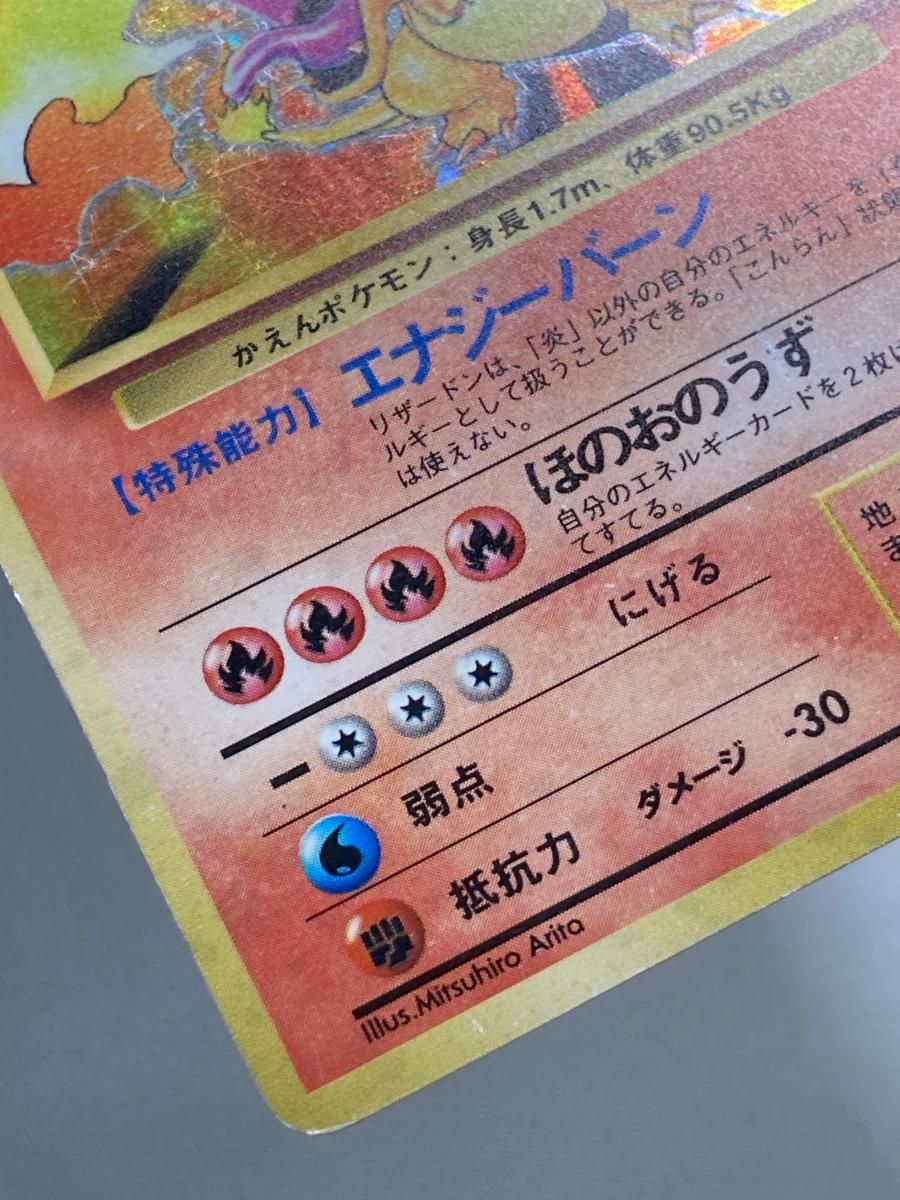 がえんポケモン：身長1.7m、体重90.5Kg
【特殊能力】 エナジーバーン
リザードンは、「炎」以外の自分のエネルギーを「
ルギーとして扱うことができる。「こんらん」状態
は使えない。
ほのおのうず
自分のエネルギーカードを2枚
てすてる。
にげる
弱点
抵抗力 ダメージ -30
地
ま
Illus.Mitsuhiro Arita